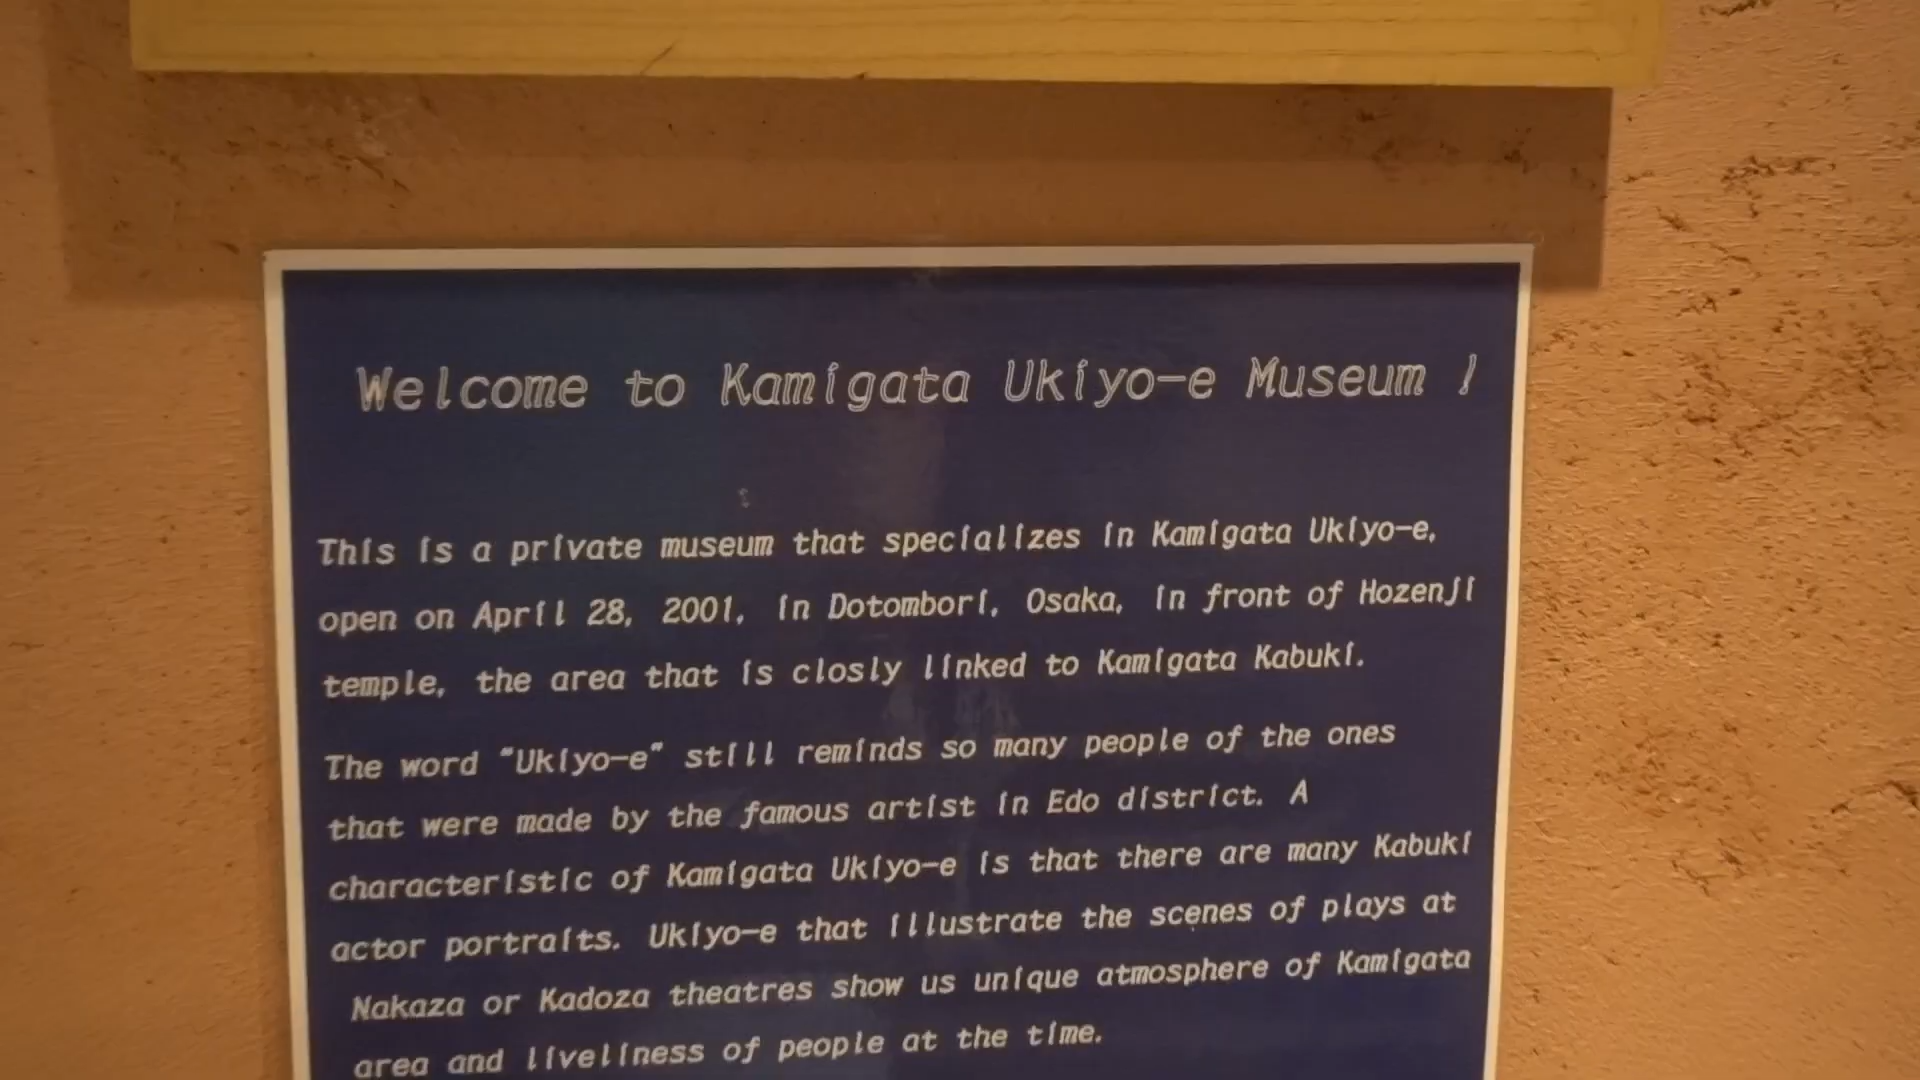 Welcome to Kamigata Ukiyo-e Museum !
This is a private museum that specializes in Kamigata Ukiyo-e,
open on April 28, 2001, in Dotombori, Osaka, in front of Hozenji
temple, the area that is closly linked to Kamigata Kabuki.
The word "Ukiyo-e" still reminds so many people of the ones
that were made by the famous artist in Edo district. A
characteristic of Kamigata Ukiyo-e is that there are many Kabuki
actor portraits. Ukiyo-e that illustrate the scenes of plays at
Nakaza or Kadoza theatres show us unique atmosphere of Kamigata
area and liveliness of people at the time.